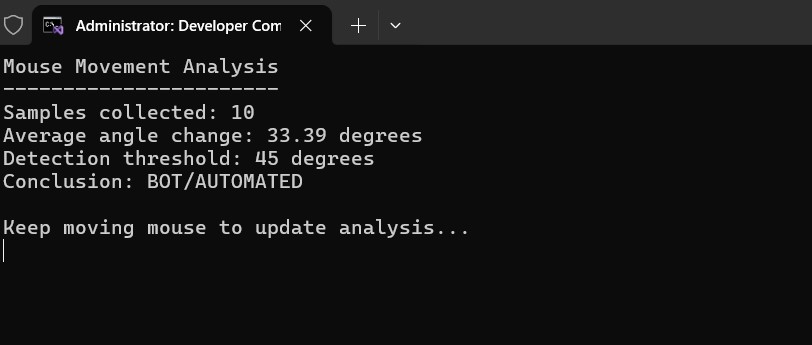 Administrator: Developer Com
Mouse Movement Analysis
-----------------------
Samples collected: 10
Average angle change: 33.39 degrees
Detection threshold: 45 degrees
Conclusion: BOT/AUTOMATED
Keep moving mouse to update analysis...